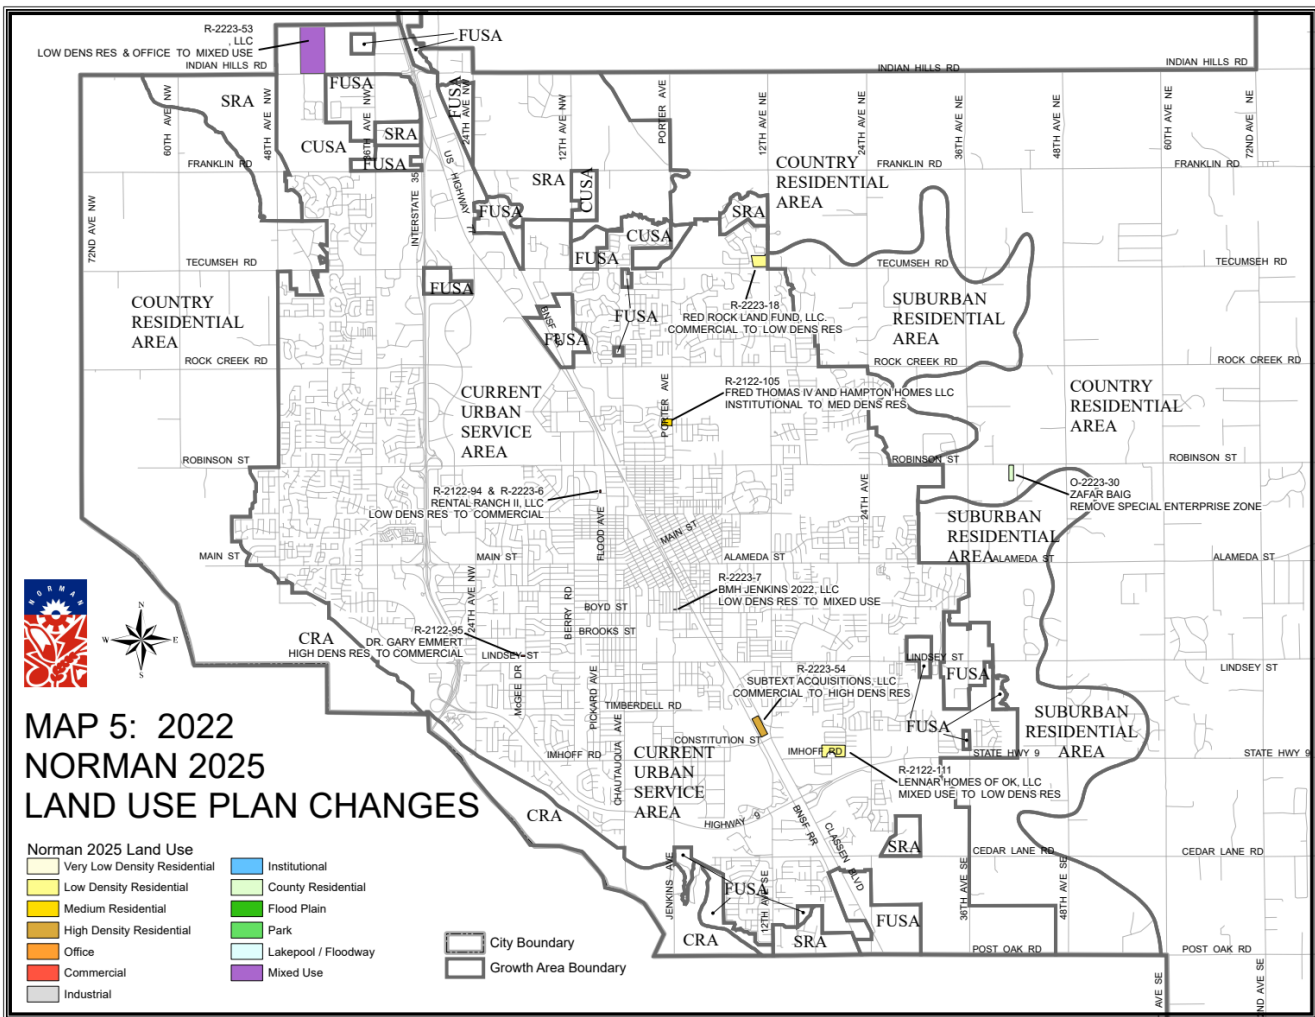 R-2223-53
, LLC
LOW DENS RES & OFFICE TO MIXED USE
INDIAN HILLS RD
FUSA
INDIAN HILLS RD
INDIAN HILLS RD
SRA
FUSA
FUSA
60TH AVE NW
48TH AVE NW
36TH AVE NW
24TH AVE NW
12TH AVE NW
PORTER AVE
12TH AVE NE
24TH AVE NE
36TH AVE NE
48TH AVE NE
60TH AVE NE
72ND AVE NE
CUSA
SRA
FUSA
FRANKLIN RD
US HIGHWAY 77
INTERSTATE 35
COUNTRY
RESIDENTIAL
AREA
FRANKLIN RD
FRANKLIN RD
SRA
CUSA
72ND AVE NW
FUSA
SRA
CUSA
FUSA
TECUMSEH RD
TECUMSEH RD
TECUMSEH RD
FUSA
COUNTRY
RESIDENTIAL
AREA
SUBURBAN
RESIDENTIAL
AREA
R-2223-18
RED ROCK LAND FUND, LLC.
COMMERCIAL TO LOW DENS RES
FUSA
BNSF RR
FUSA
ROCK CREEK RD
ROCK CREEK RD
ROCK CREEK RD
CURRENT
URBAN
SERVICE
AREA
PORTER AVE
R-2122-105
FRED THOMAS IV AND HAMPTON HOMES LLC
INSTITUTIONAL TO MED DENS RES
COUNTRY
RESIDENTIAL
AREA
ROBINSON ST
ROBINSON ST
ROBINSON ST
R-2122-94 & R-2223-6
RENTAL RANCH II, LLC
LOW DENS RES TO COMMERCIAL
24TH AVE
O-2223-30
ZAFAR BAIG
REMOVE SPECIAL ENTERPRISE ZONE
FLOOD AVE
MAIN ST
SUBURBAN
RESIDENTIAL
AREA
MAIN ST
MAIN ST
ALAMEDA ST
ALAMEDA ST
ALAMEDA ST
R-2223-7
BMH JENKINS 2022, LLC
LOW DENS RES TO MIXED USE
24TH AVE NW
BERRY RD
BOYD ST
BROOKS ST
NORMAN
N
W
E
S
CRA
R-2122-95
DR. GARY EMMERT
HIGH DENS RES TO COMMERCIAL
LINDSEY ST
LINDSEY ST
LINDSEY ST
McGEE DR
PICKARD AVE
CHAUTAUQUA AVE
R-2223-54
SUBTEXT ACQUISITIONS, LLC
COMMERCIAL TO HIGH DENS RES
FUSA
TIMBERDELL RD
FUSA
SUBURBAN
RESIDENTIAL
AREA
CONSTITUTION ST
IMHOFF RD
IMHOFF RD
STATE HWY 9
STATE HWY 9
CURRENT
URBAN
SERVICE
AREA
R-2122-111
LENNAR HOMES OF OK, LLC
MIXED USE TO LOW DENS RES
MAP 5: 2022
NORMAN 2025
LAND USE PLAN CHANGES
CRA
HIGHWAY 9
BNSF RR
CLASSEN BLVD
SRA
CEDAR LANE RD
CEDAR LANE RD
JENKINS AVE
FUSA
12TH AVE SE
36TH AVE SE
48TH AVE SE
FUSA
CRA
SRA
POST OAK RD
POST OAK RD
AVE SE
2ND AVE SE
Norman 2025 Land Use
Very Low Density Residential
Low Density Residential
Medium Residential
High Density Residential
Office
Commercial
Industrial
Institutional
County Residential
Flood Plain
Park
Lakepool / Floodway
Mixed Use
City Boundary
Growth Area Boundary